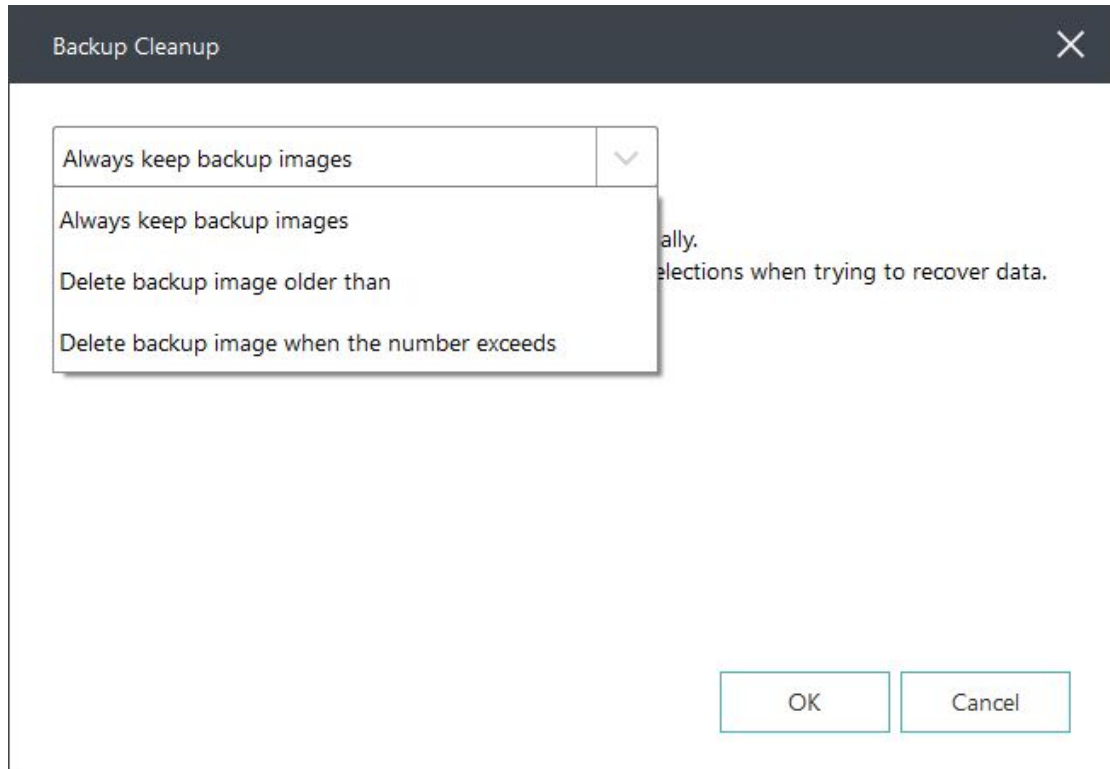 Backup Cleanup
Always keep backup images
Always keep backup images
ally.
Delete backup image older than
elections when trying to recover data.
Delete backup image when the number exceeds
OK
Cancel